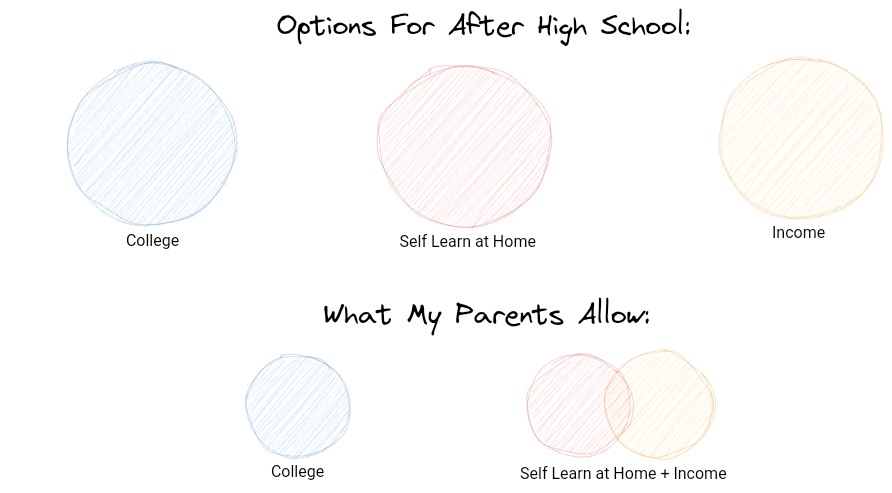 Options For After High School:
College
Self Learn at Home
Income
What My Parents Allow:
College
Self Learn at Home + Income